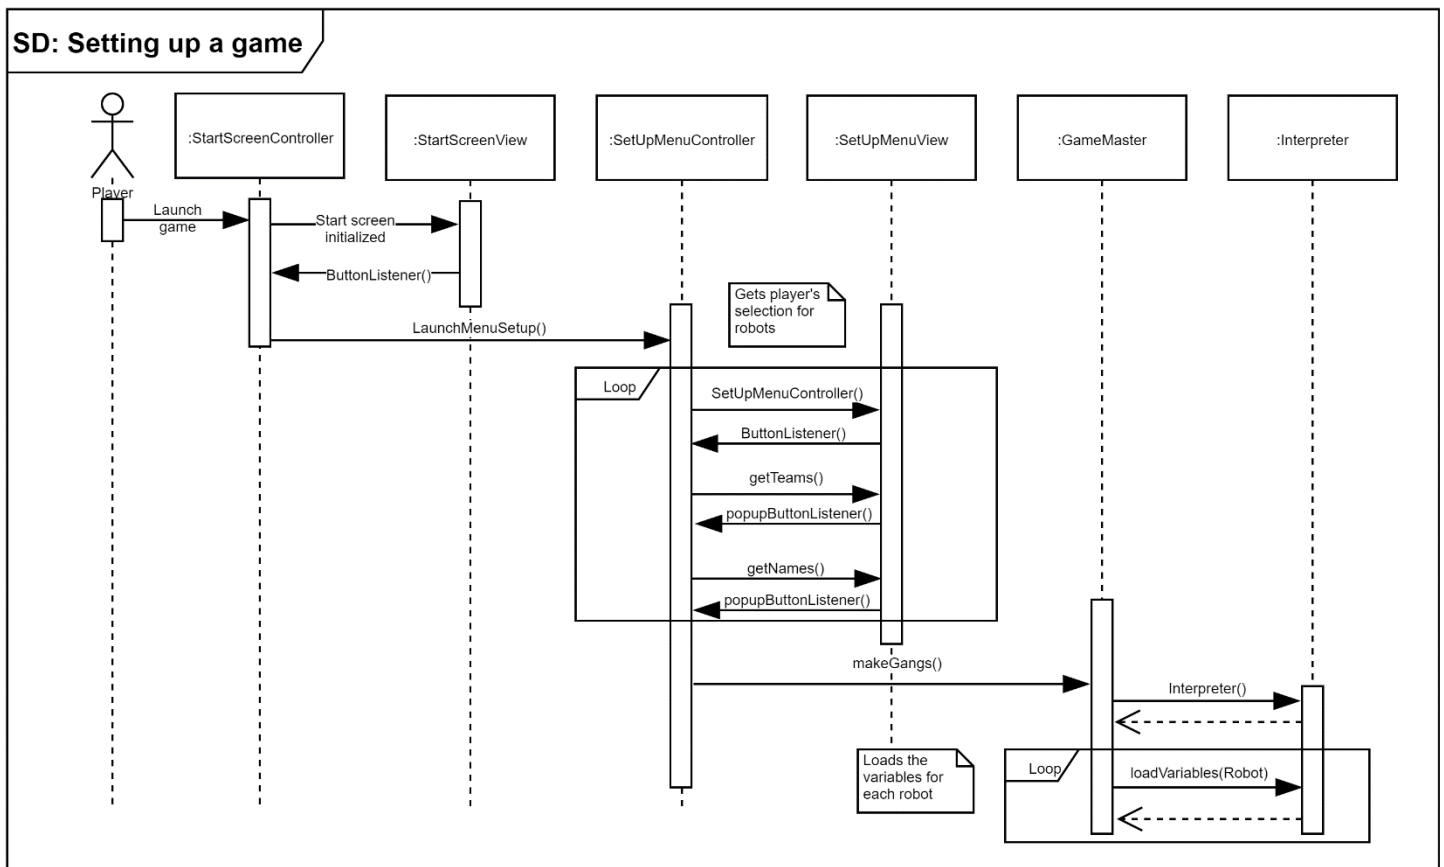 SD: Setting up a game
:StartScreenController
:StartScreenView
:SetUpMenuController
:SetUpMenuView
:GameMaster
:Interpreter
Player
Launch
game
Start screen
initialized
ButtonListener()
Gets player's
selection for
robots
LaunchMenuSetup()
Loop
SetUpMenuController()
ButtonListener()
getTeams()
popupButtonListener()
getNames()
popupButtonListener()
makeGangs()
Interpreter()
Loads the
variables for
each robot
Loop
loadVariables(Robot)